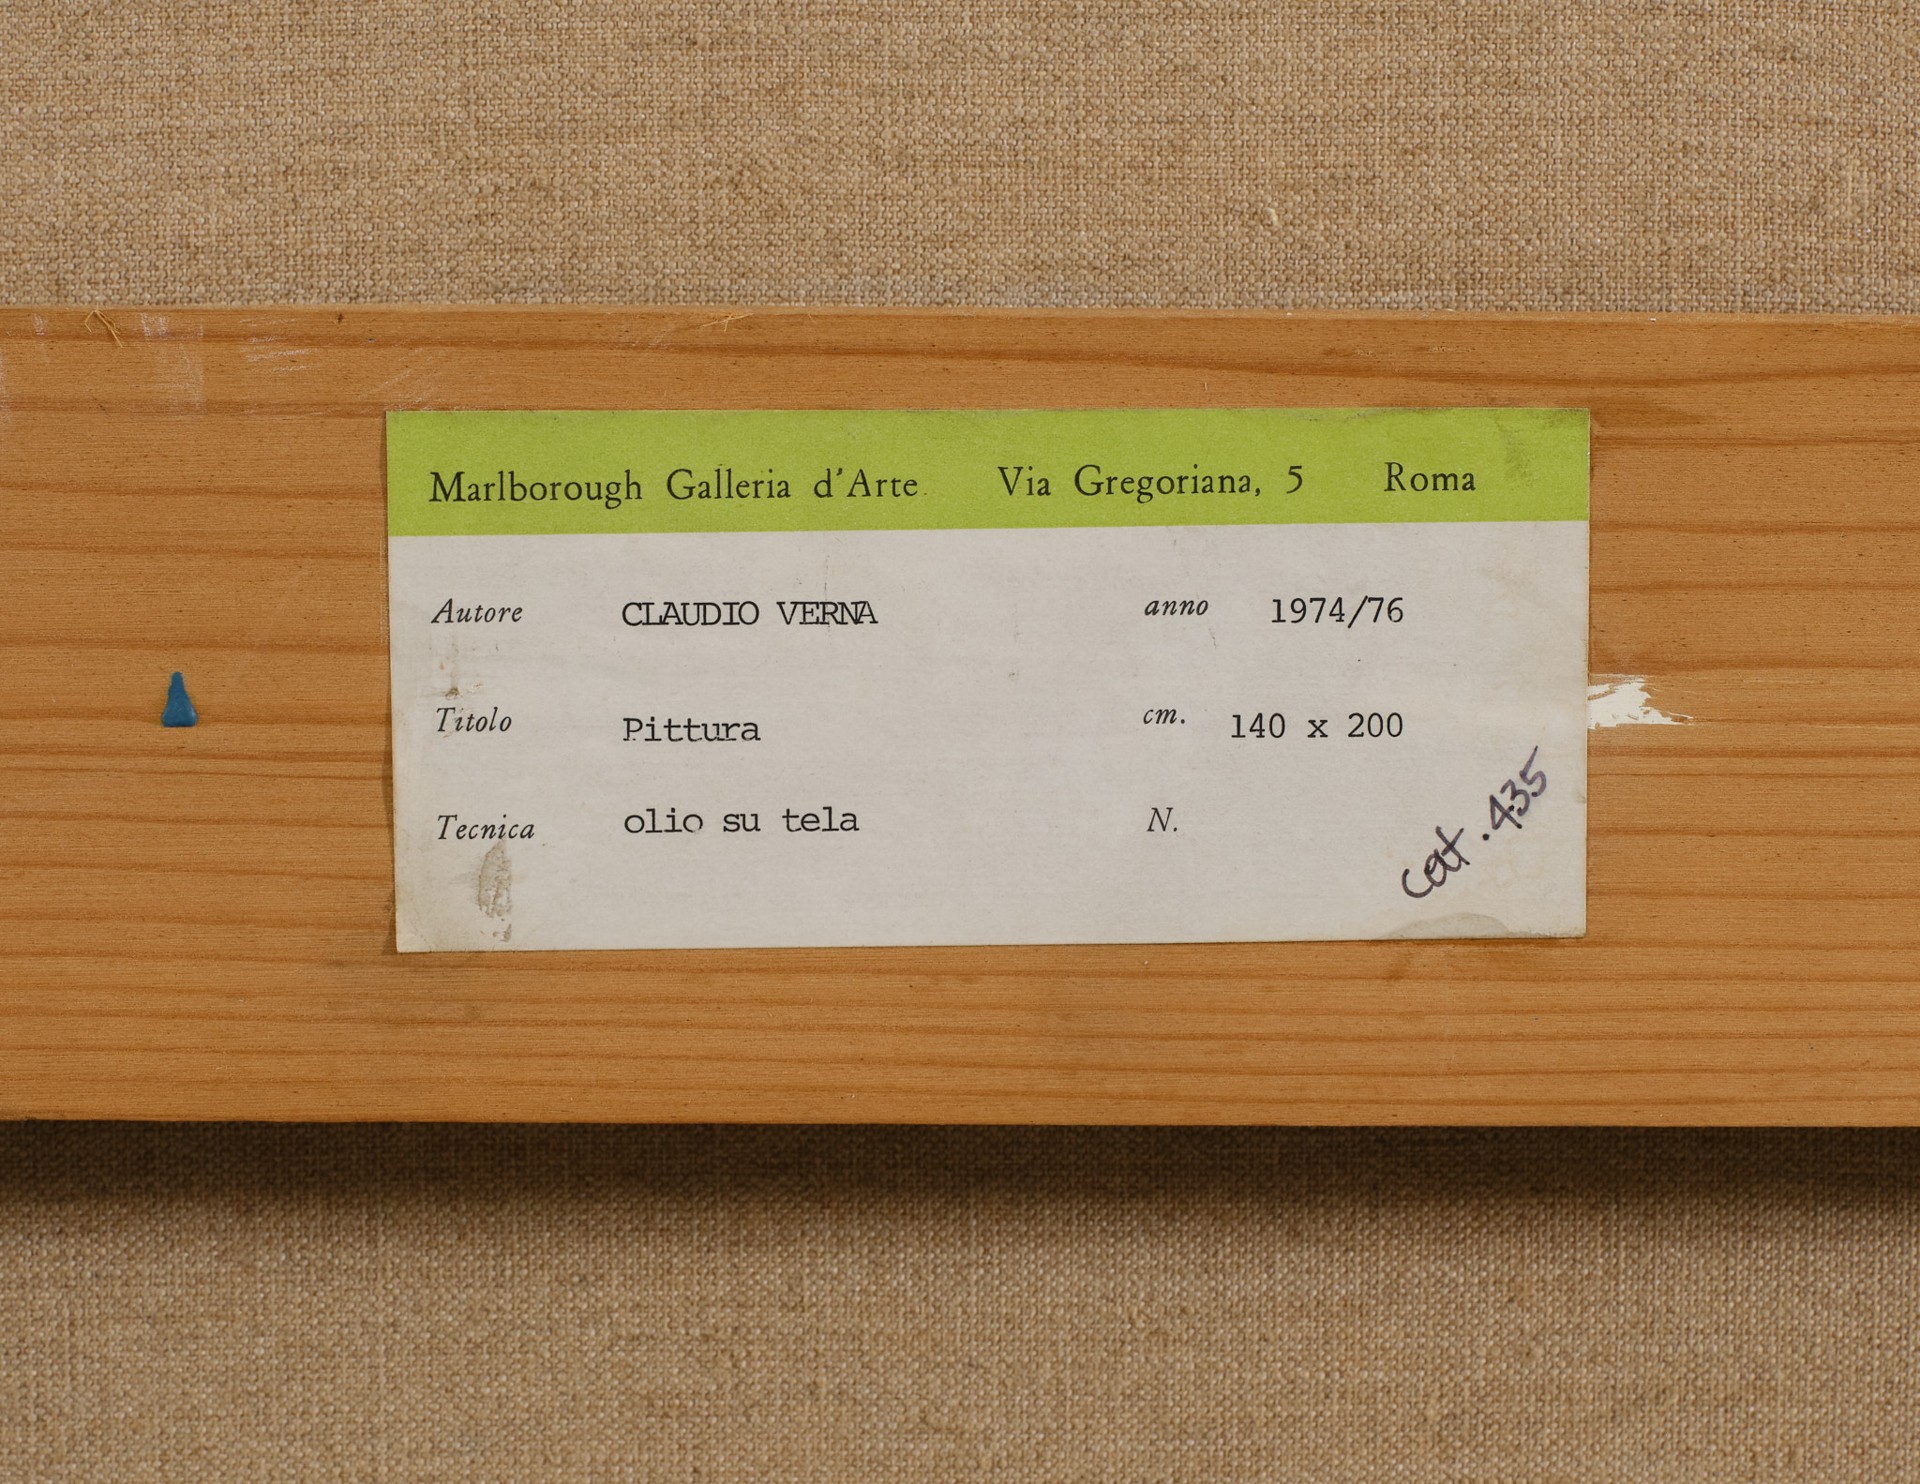 Marlborough Galleria d'Arte. Via Gregoriana, 5 Roma
Autore CLAUDIO VERNA anno 1974/76
Titolo Pittura cm. 140 x 200
Tecnica olio su tela N.
cat. 435